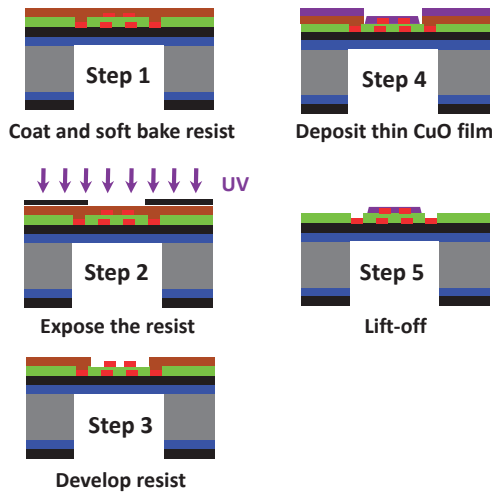 Step 1
Coat and soft bake resist
UV
Step 2
Expose the resist
Step 3
Develop resist
Step 4
Deposit thin CuO film
Step 5
Lift-off